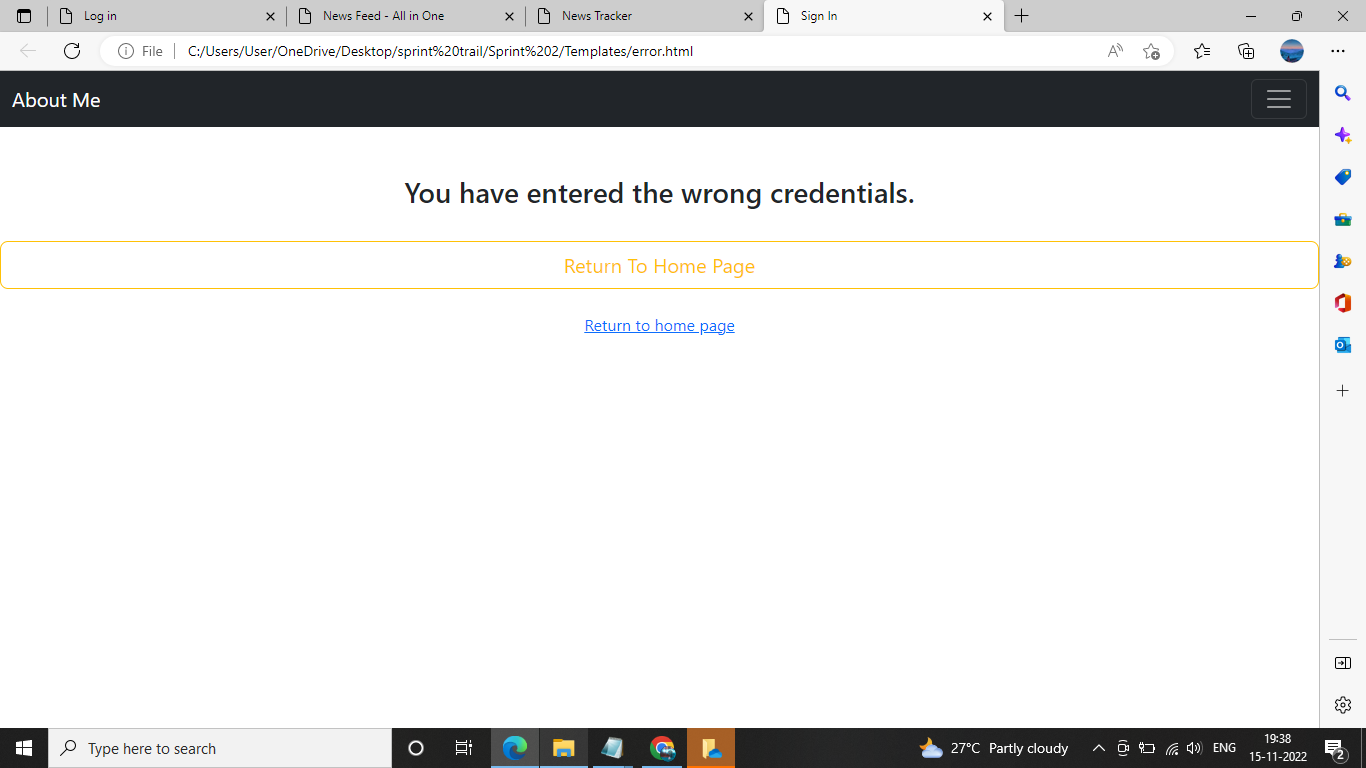 Log in
News Feed - All in One
News Tracker
Sign In
File
C:/Users/User/OneDrive/Desktop/sprint%20trail/Sprint%202/Templates/error.html
About Me
You have entered the wrong credentials.
Return To Home Page
Return to home page
Type here to search
27°C Partly cloudy
ENG
19:38
15-11-2022
2